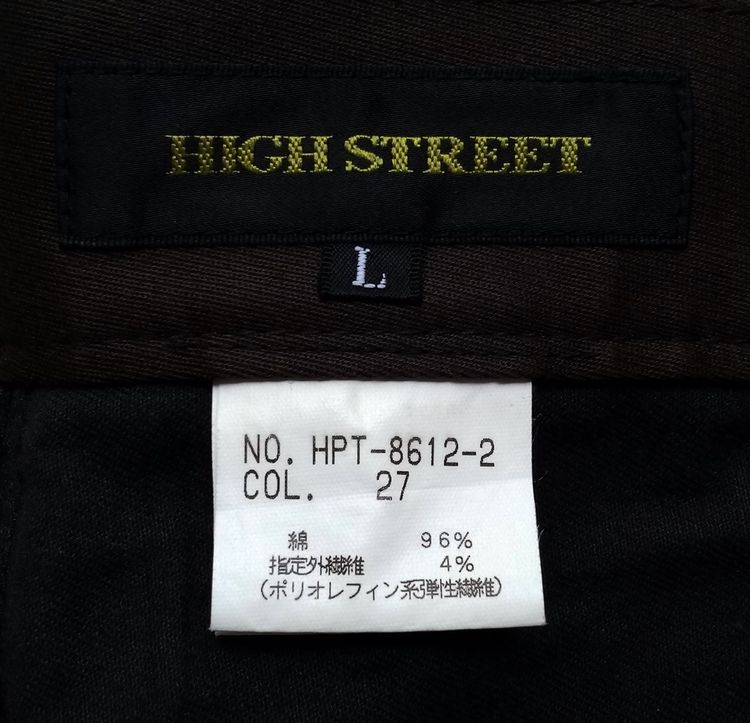 HIGH STREET
L
NO. HPT-8612-2
COL. 27
綿 96%
指定外繊維 4%
(ポリオレフィン系弾性繊維)